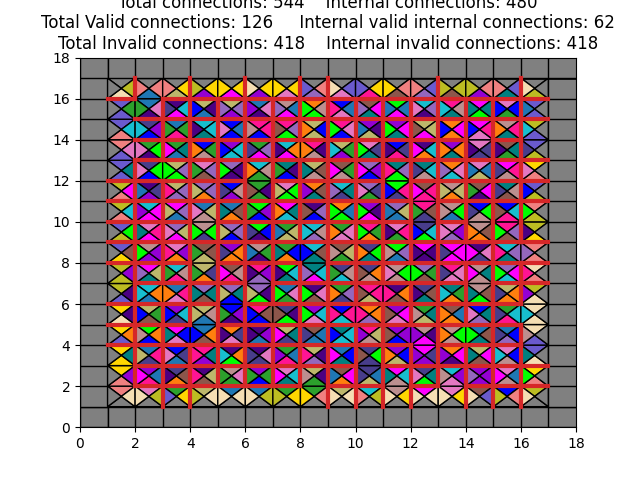 Total connections: 544    Internal connections: 480
Total Valid connections: 126    Internal valid internal connections: 62
Total Invalid connections: 418    Internal invalid connections: 418
18
16
14
12
10
8
6
4
2
0
0 2 4 6 8 10 12 14 16 18